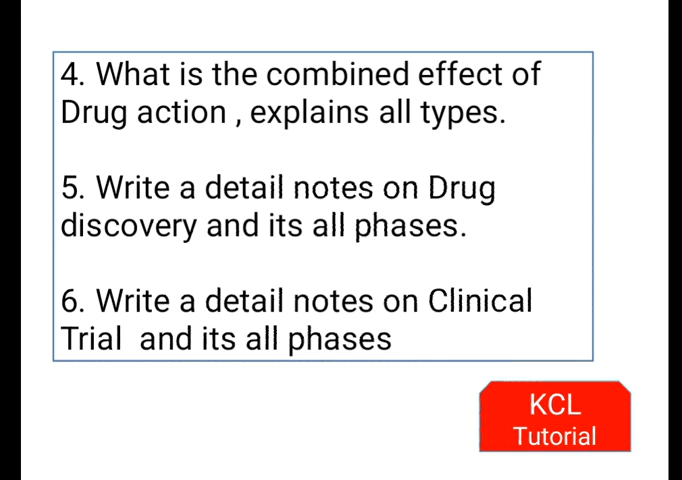 4. What is the combined effect of
Drug action , explains all types.
5. Write a detail notes on Drug
discovery and its all phases.
6. Write a detail notes on Clinical
Trial  and its all phases
KCL
Tutorial